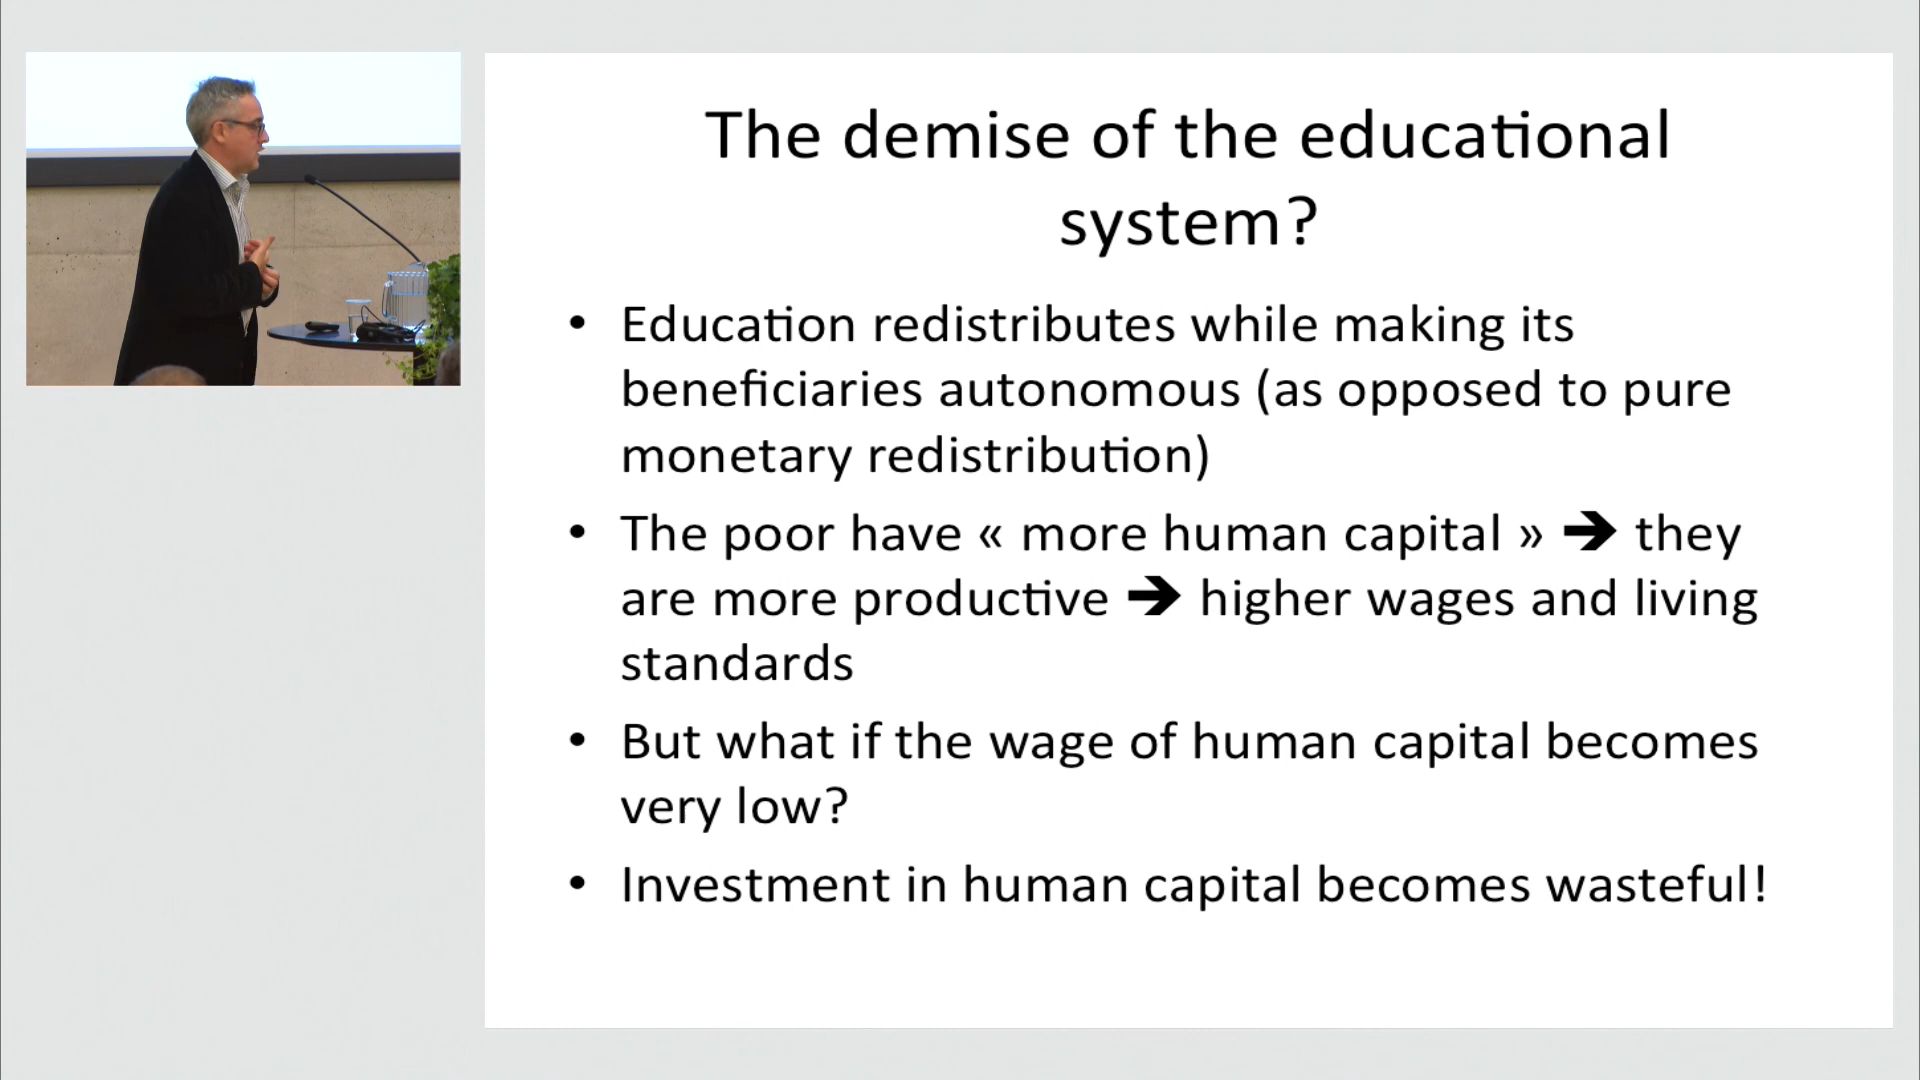 The demise of the educational
system?
• Education redistributes while making its
beneficiaries autonomous (as opposed to pure
monetary redistribution)
• The poor have « more human capital » ➔ they
are more productive ➔ higher wages and living
standards
• But what if the wage of human capital becomes
very low?
• Investment in human capital becomes wasteful!